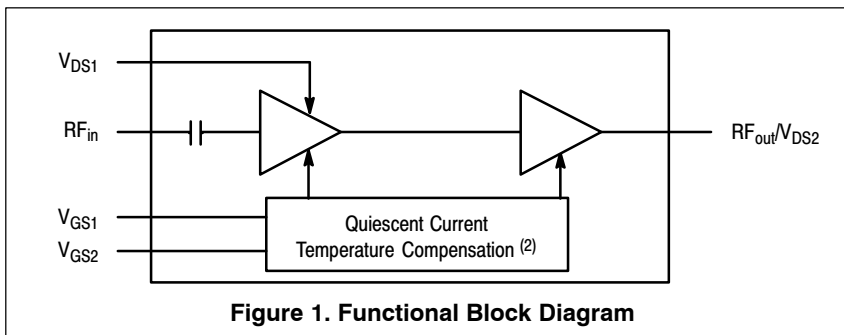 V_DS1
RF_in
RF_out/V_DS2
V_GS1
V_GS2
Quiescent Current
Temperature Compensation (2)
Figure 1. Functional Block Diagram